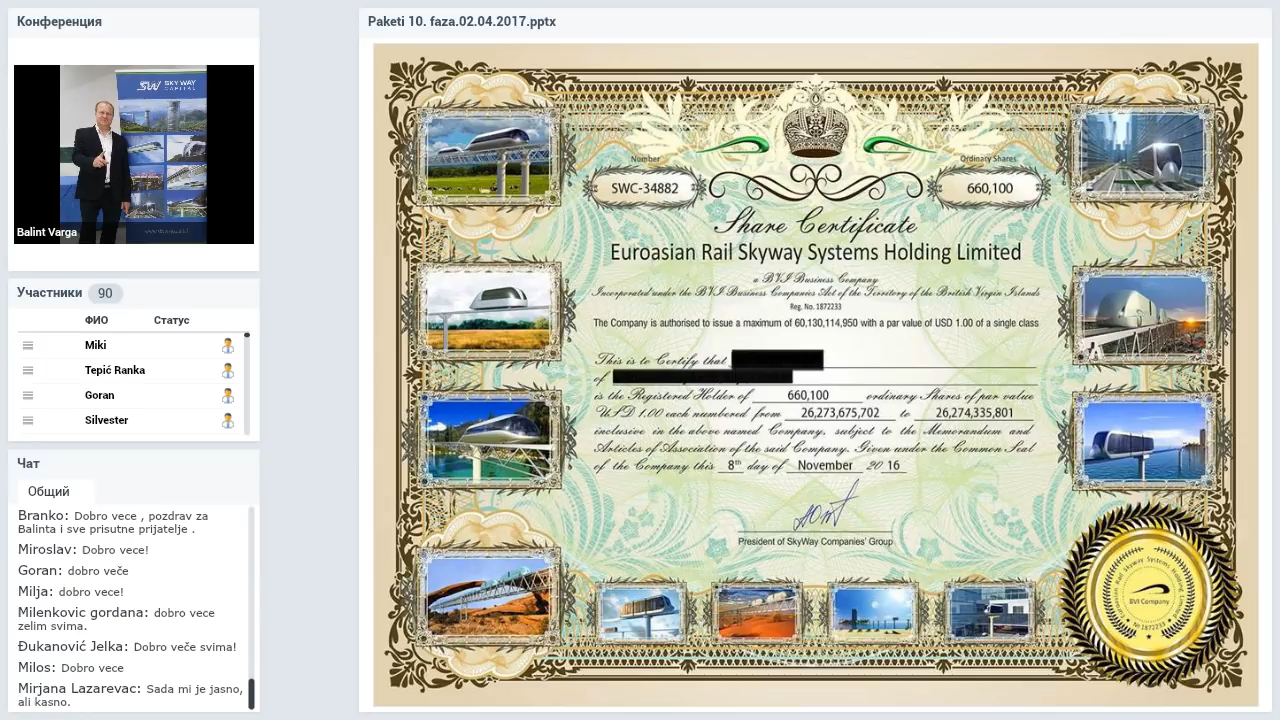 Конференция
SW SKY WAY
CAPITAL
Balint Varga
Участники 90
ФИО Статус
Miki
Tepić Ranka
Goran
Silvester
Чат
Общий
Branko: Dobro vece , pozdrav za
Balinta i sve prisutne prijatelje .
Miroslav: Dobro vece!
Goran: dobro veče
Milja: dobro vece!
Milenkovic gordana: dobro vece
zelim svima.
Đukanović Jelka: Dobro veče svima!
Milos: Dobro vece
Mirjana Lazarevac: Sada mi je jasno,
ali kasno.
Paketi 10. faza.02.04.2017.pptx
Number
SWC-34882
Ordinary Shares
660,100
Share Certificate
Euroasian Rail Skyway Systems Holding Limited
a BVI Business Company
Incorporated under the BVI Business Companies Act of the Territory of the British Virgin Islands
Reg. No. 1872233
The Company is authorised to issue a maximum of 60,130,114,950 with a par value of USD 1.00 of a single class
This is to Certify that
of
is the Registered Holder of 660,100 ordinary Shares of par value
USD 1.00 each numbered from 26,273,675,702 to 26,274,335,801
inclusive in the above named Company, subject to the Memorandum and
Articles of Association of the said Company. Given under the Common Seal
of the Company this 8th day of November 20 16
President of SkyWay Companies' Group
BVI Company
№ 1872233